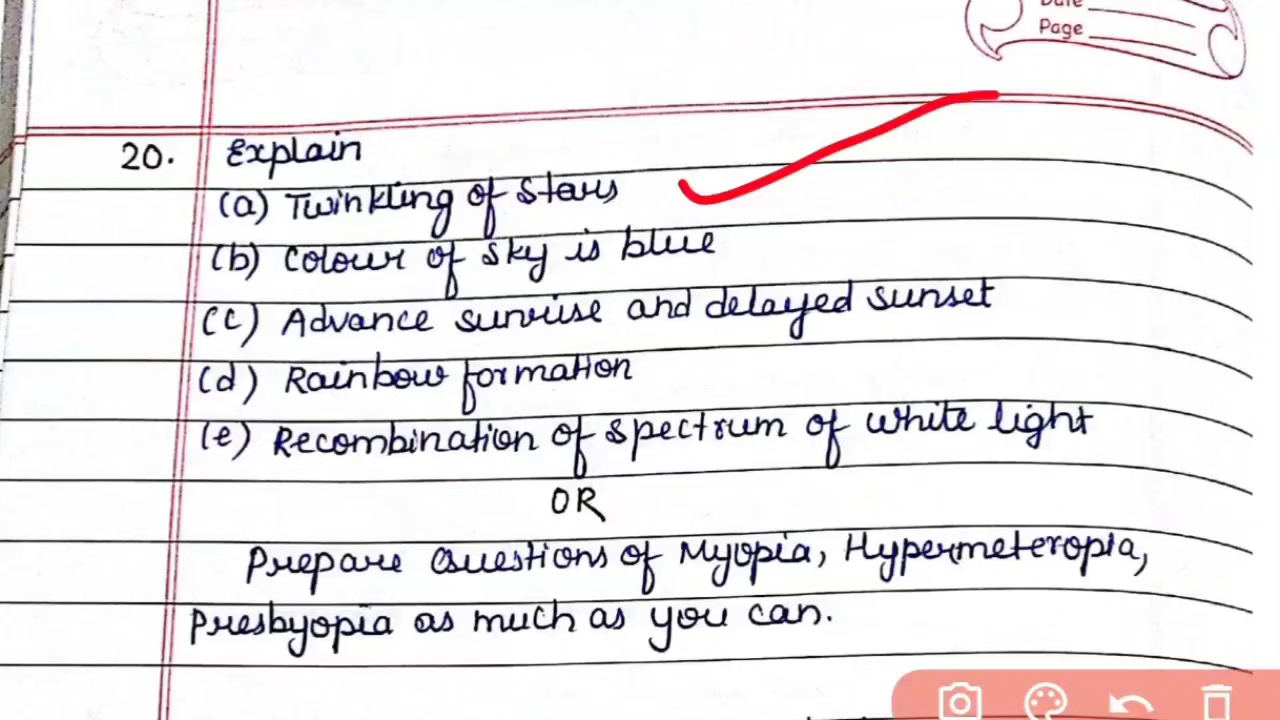 Date
Page
20. Explain
(a) Twinkling of stars
(b) Colour of sky is blue
(c) Advance sunrise and delayed sunset
(d) Rainbow formation
(e) Recombination of spectrum of white light
OR
Prepare Questions of Myopia, Hypermeteropia,
Presbyopia as much as you can.